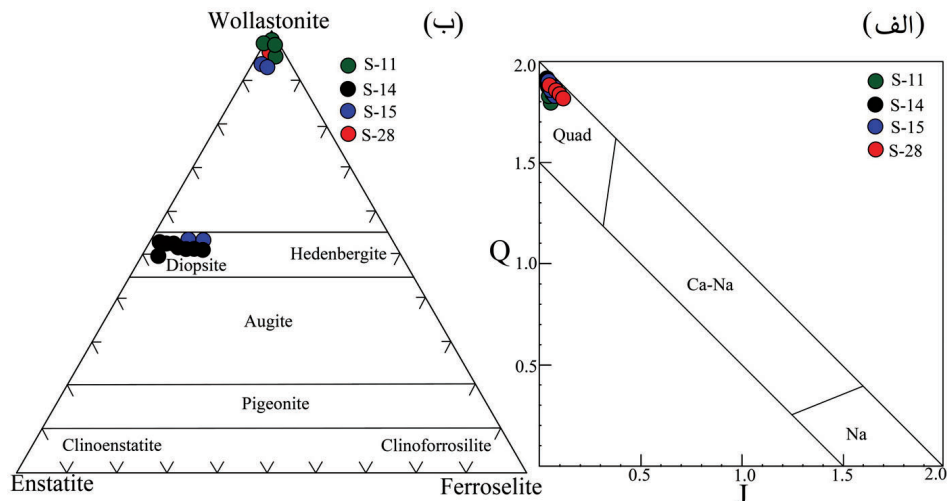 Wollastonite
(ب)
S-11
S-14
S-15
S-28
Diopsite
Hedenbergite
Augite
Pigeonite
Clinoenstatite
Clinoforrosilite
Enstatite
Ferroselite
(الف)
S-11
S-14
S-15
S-28
2.0
1.5
1.0
0.5
Q
Quad
Ca-Na
Na
0.5
1.0
1.5
2.0